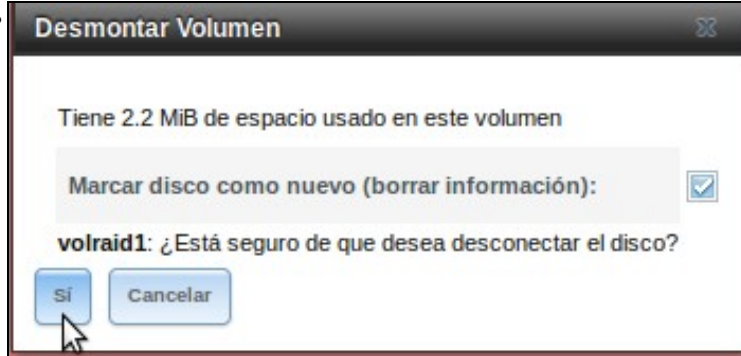 Desmontar Volumen
Tiene 2.2 MiB de espacio usado en este volumen
Marcar disco como nuevo (borrar información):
volraid1: ¿Está seguro de que desea desconectar el disco?
Sí
Cancelar